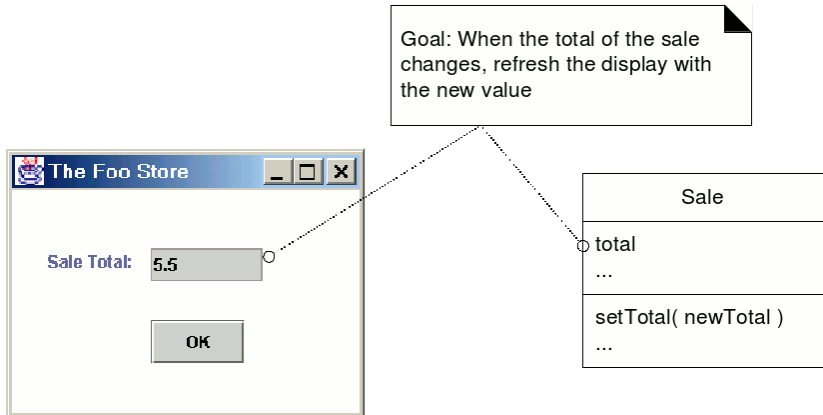 Goal: When the total of the sale
changes, refresh the display with
the new value
The Foo Store
Sale Total: 5.5
OK
Sale
total
...
setTotal( newTotal )
...